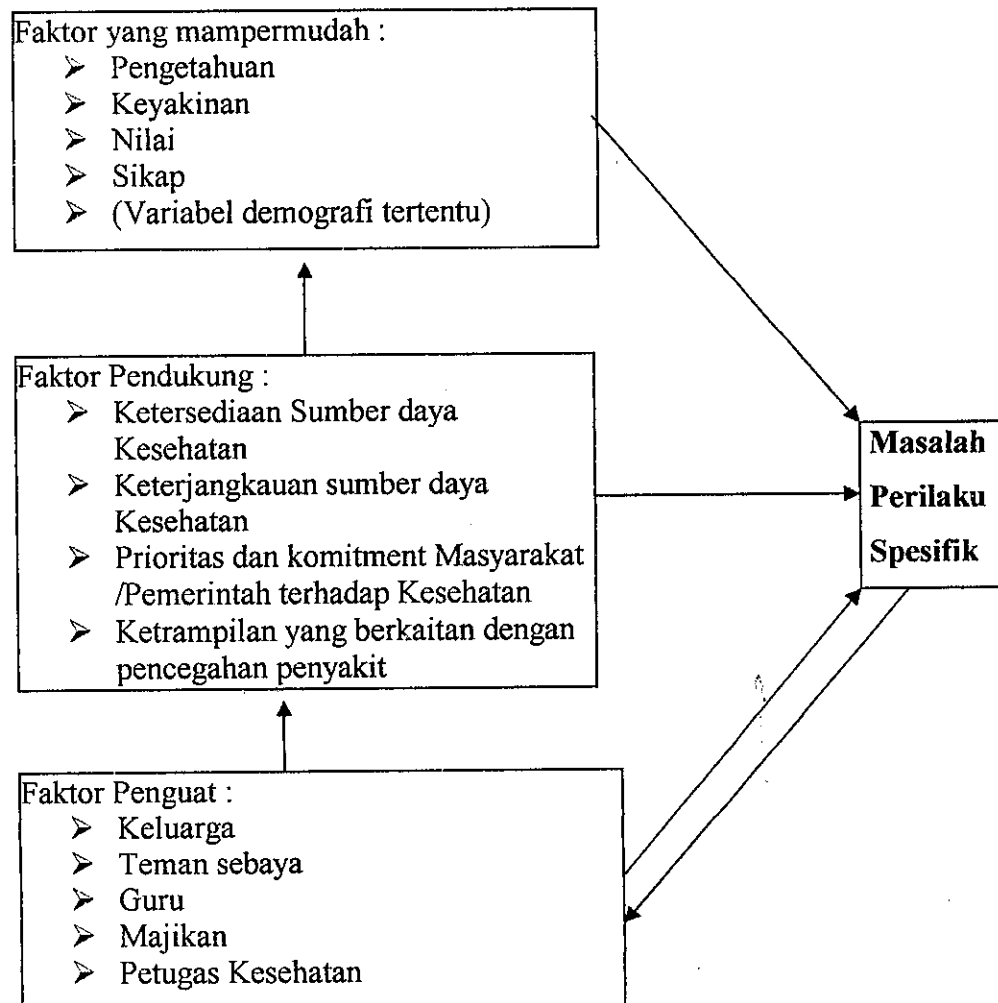 Faktor yang mampermudah :
➢ Pengetahuan
➢ Keyakinan
➢ Nilai
➢ Sikap
➢ (Variabel demografi tertentu)
Faktor Pendukung :
➢ Ketersediaan Sumber daya
Kesehatan
➢ Keterjangkauan sumber daya
Kesehatan
➢ Prioritas dan komitment Masyarakat
/Pemerintah terhadap Kesehatan
➢ Ketrampilan yang berkaitan dengan
pencegahan penyakit
Masalah
Perilaku
Spesifik
Faktor Penguat :
➢ Keluarga
➢ Teman sebaya
➢ Guru
➢ Majikan
➢ Petugas Kesehatan